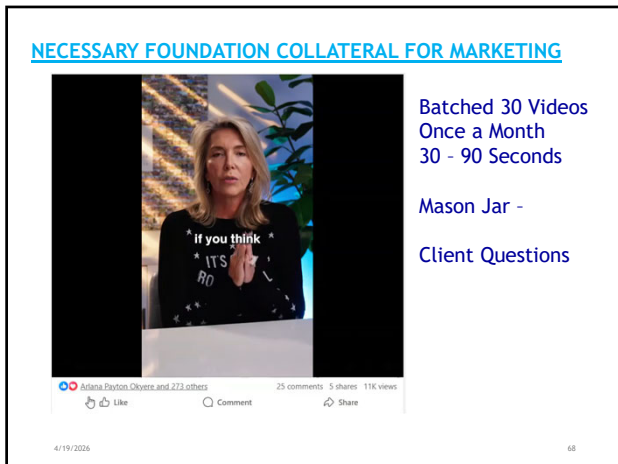 NECESSARY FOUNDATION COLLATERAL FOR MARKETING
Batched 30 Videos
Once a Month
30 – 90 Seconds
Mason Jar –
Client Questions
if you think
IT'S
RO L
Arlana Payton Okyere and 273 others
25 comments 5 shares 11K views
Like Comment Share
4/19/2026
68